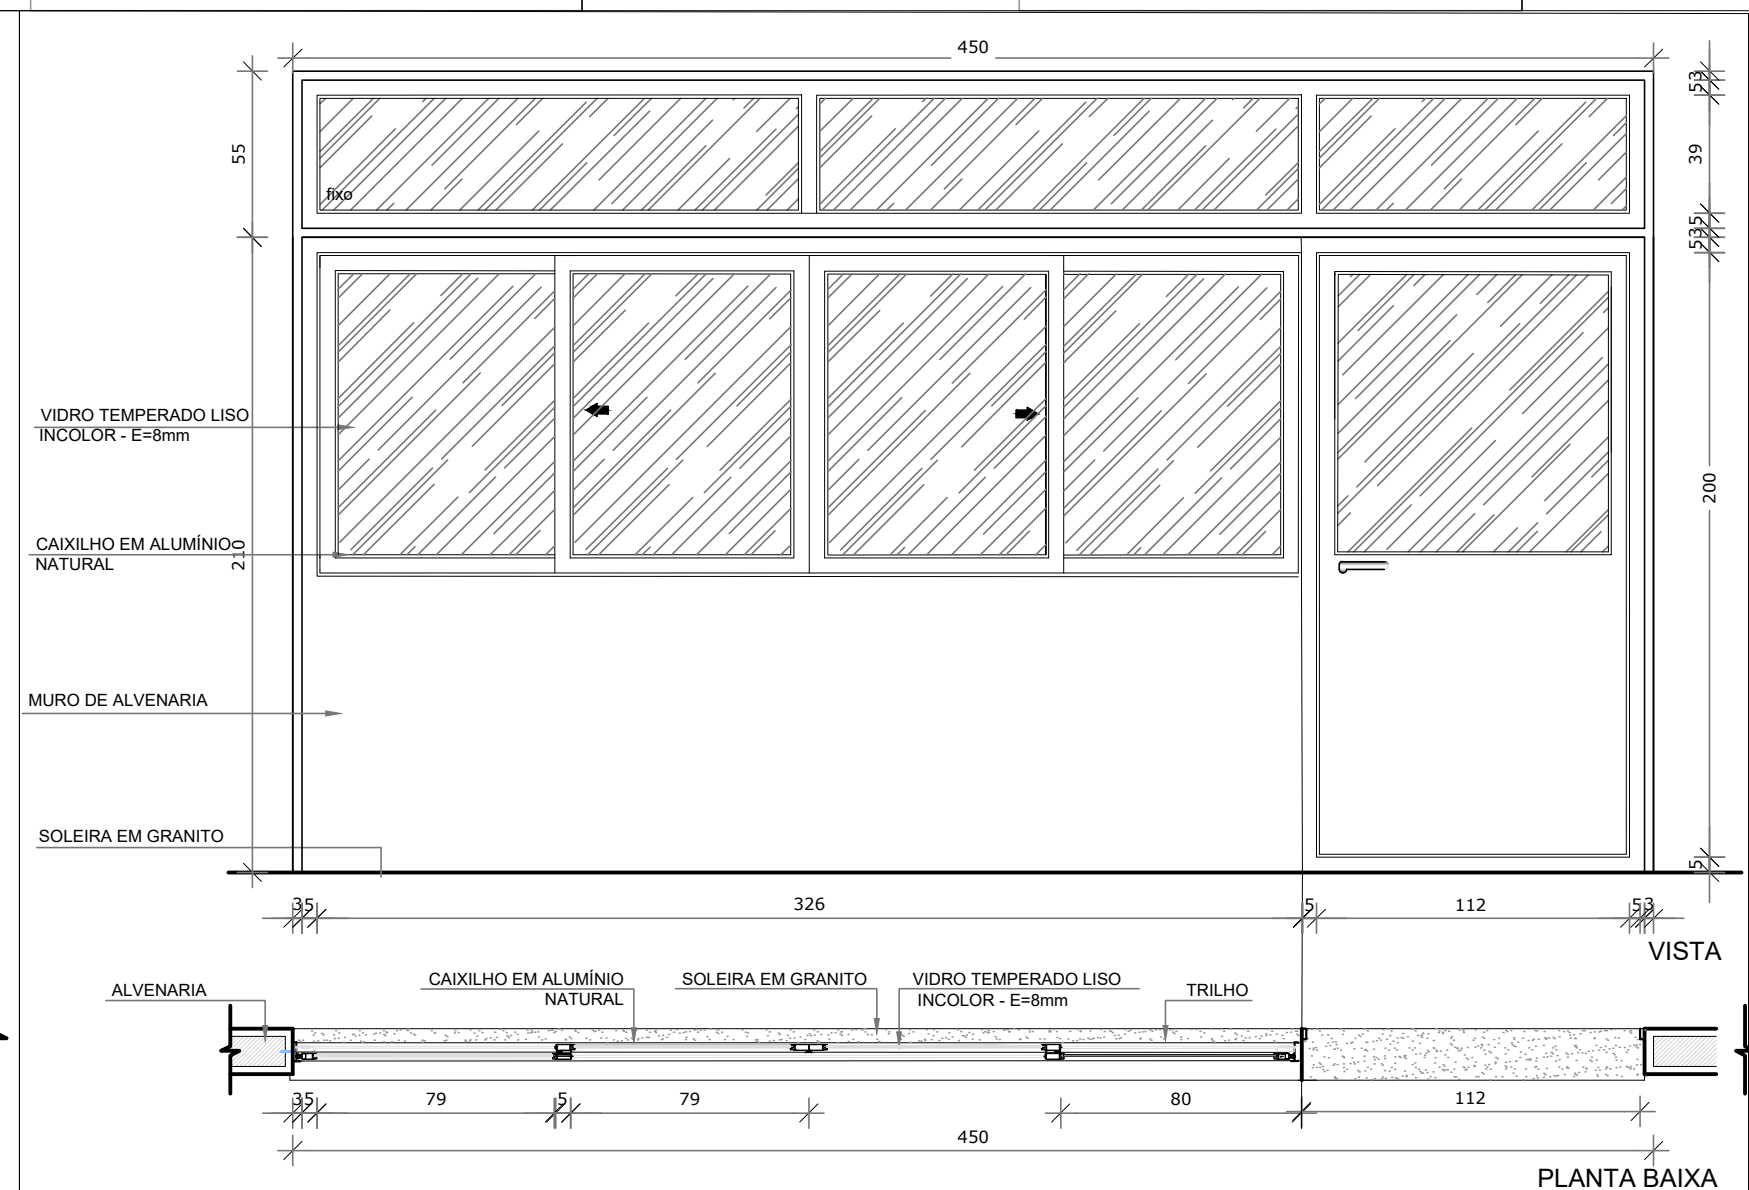 450
55
53
39
35
53
fixo
VIDRO TEMPERADO LISO
INCOLOR - E=8mm
200
CAIXILHO EM ALUMÍNIO
NATURAL
210
MURO DE ALVENARIA
SOLEIRA EM GRANITO
5
35
326
5
112
53
VISTA
ALVENARIA
CAIXILHO EM ALUMÍNIO
NATURAL
SOLEIRA EM GRANITO
VIDRO TEMPERADO LISO
INCOLOR - E=8mm
TRILHO
35
79
5
79
80
112
450
PLANTA BAIXA